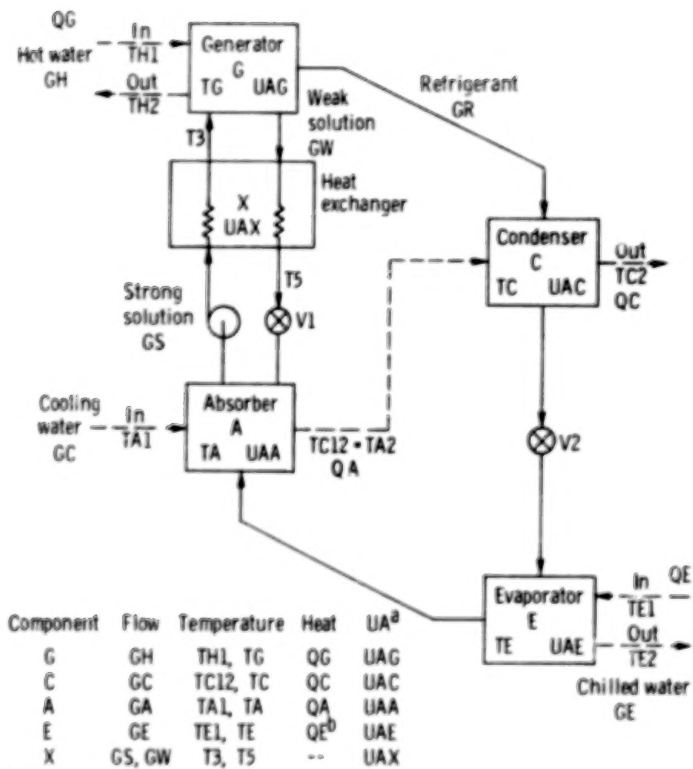 QG
In
TH1
Hot water
GH
Out
TH2
Generator
G
TG UAG
Refrigerant
GR
Weak
solution
GW
T3
Heat
exchanger
X
UAX
T5
Strong
solution
GS
V1
Condenser
C
TC UAC
Out
TC2
QC
Cooling
water
GC
In
TA1
Absorber
A
TA UAA
TC12 = TA2
QA
V2
Evaporator
E
TE UAE
In
TE1
QE
Out
TE2
Chilled water
GE
Component Flow Temperature Heat UAa
G GH TH1, TG QG UAG
C GC TC12, TC QC UAC
A GA TA1, TA QA UAA
E GE TE1, TE QEb UAE
X GS, GW T3, T5 -- UAX